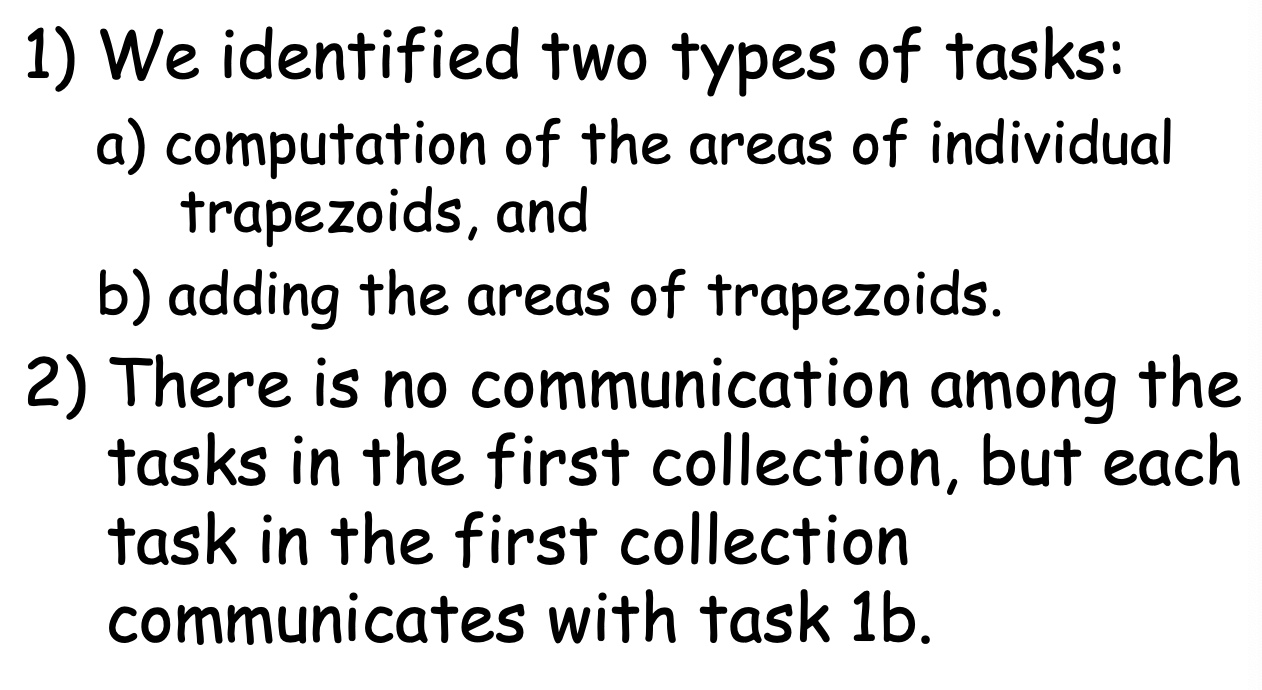 1) We identified two types of tasks:
a) computation of the areas of individual
trapezoids, and
b) adding the areas of trapezoids.
2) There is no communication among the
tasks in the first collection, but each
task in the first collection
communicates with task 1b.